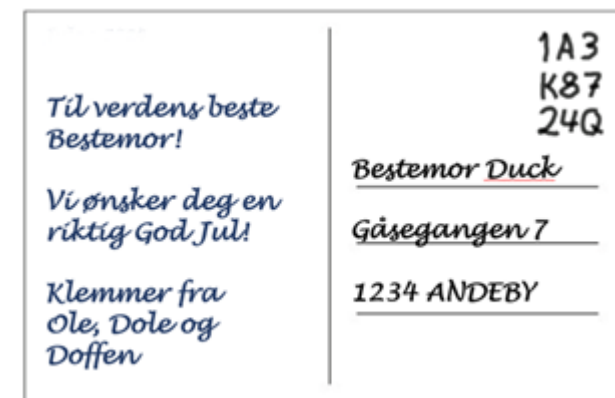 Til verdens beste
Bestemor!
Vi ønsker deg en
riktig God Jul!
Klemmer fra
Ole, Dole og
Doffen
1A3
K87
24Q
Bestemor Duck
Gåsegangen 7
1234 ANDEBY